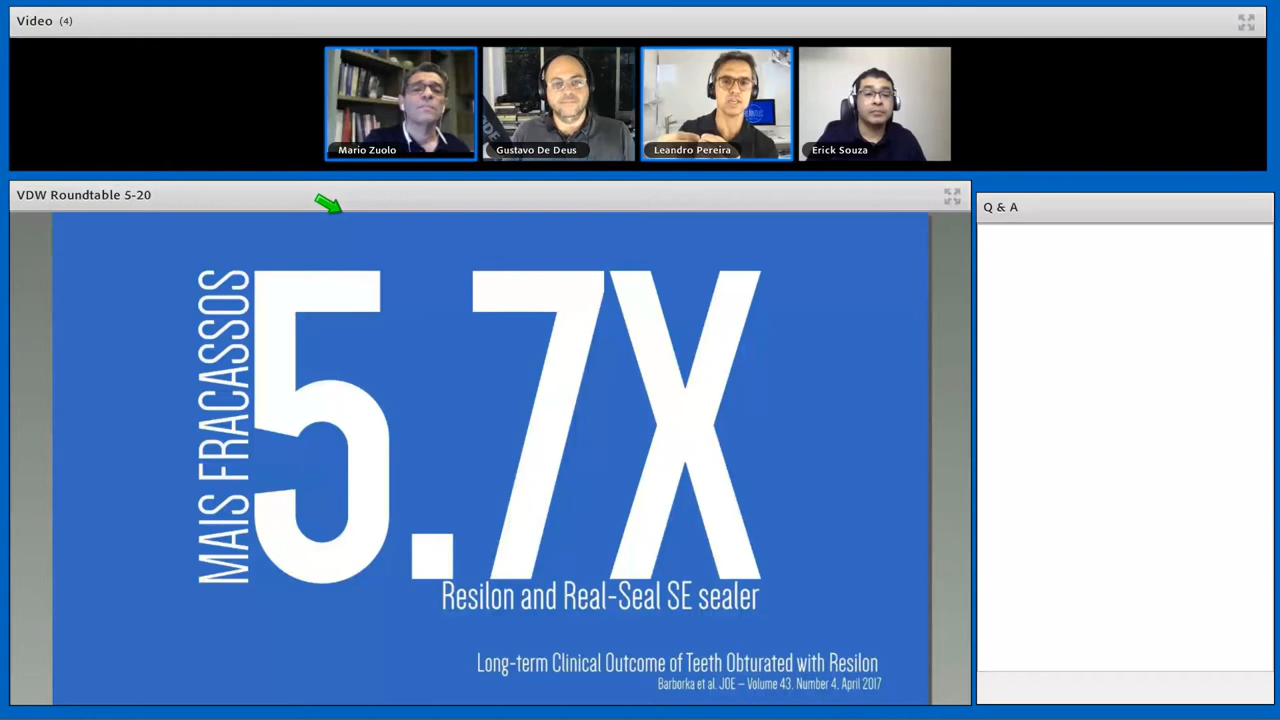 Video (4)
Mario Zuolo
Gustavo De Deus
Leandro Pereira
Erick Souza
VDW Roundtable 5-20
Q & A
MAIS FRACASSOS
5.7X
Resilon and Real-Seal SE sealer
Long-term Clinical Outcome of Teeth Obturated with Resilon
Barborka et al. JOE – Volume 43, Number 4, April 2017